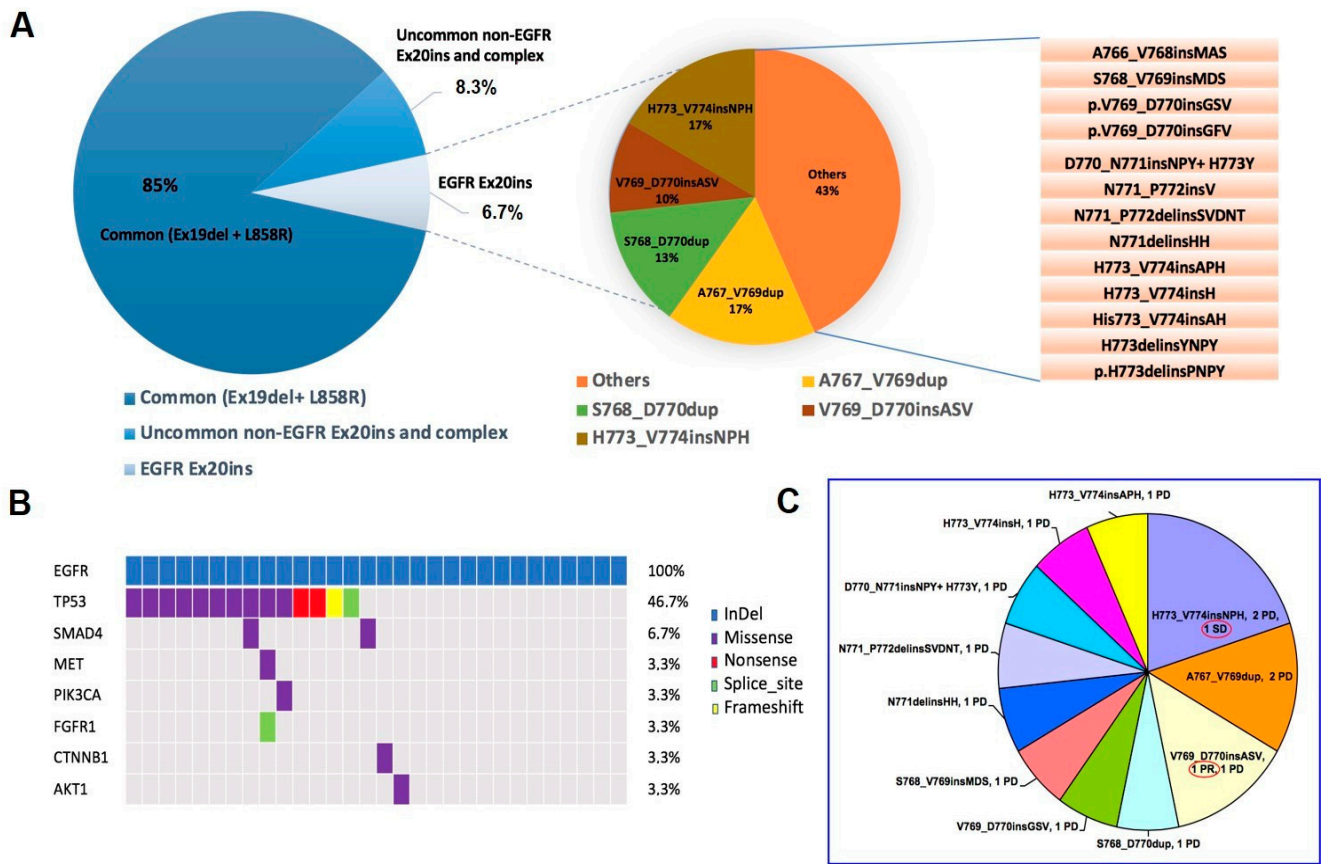 A
Uncommon non-EGFR
Ex20ins and complex
8.3%
85%
Common (Ex19del + L858R)
EGFR Ex20ins
6.7%
Common (Ex19del+ L858R)
Uncommon non-EGFR Ex20ins and complex
EGFR Ex20ins
H773_V774insNPH
17%
V769_D770insASV
10%
S768_D770dup
13%
A767_V769dup
17%
Others
43%
Others
A767_V769dup
S768_D770dup
V769_D770insASV
H773_V774insNPH
A766_V768insMAS
S768_V769insMDS
p.V769_D770insGSV
p.V769_D770insGFV
D770_N771insNPY+ H773Y
N771_P772insV
N771_P772delinsSVDNT
N771delinsHH
H773_V774insAPH
H773_V774insH
His773_V774insAH
H773delinsYNPY
p.H773delinsPNPY
B
EGFR 100%
TP53 46.7%
SMAD4 6.7%
MET 3.3%
PIK3CA 3.3%
FGFR1 3.3%
CTNNB1 3.3%
AKT1 3.3%
InDel
Missense
Nonsense
Splice_site
Frameshift
C
H773_V774insAPH, 1 PD
H773_V774insH, 1 PD
D770_N771insNPY+ H773Y, 1 PD
N771_P772delinsSVDNT, 1 PD
N771delinsHH, 1 PD
S768_V769insMDS, 1 PD
V769_D770insGSV, 1 PD
S768_D770dup, 1 PD
H773_V774insNPH, 2 PD,
1 SD
A767_V769dup, 2 PD
V769_D770insASV,
1 PR, 1 PD